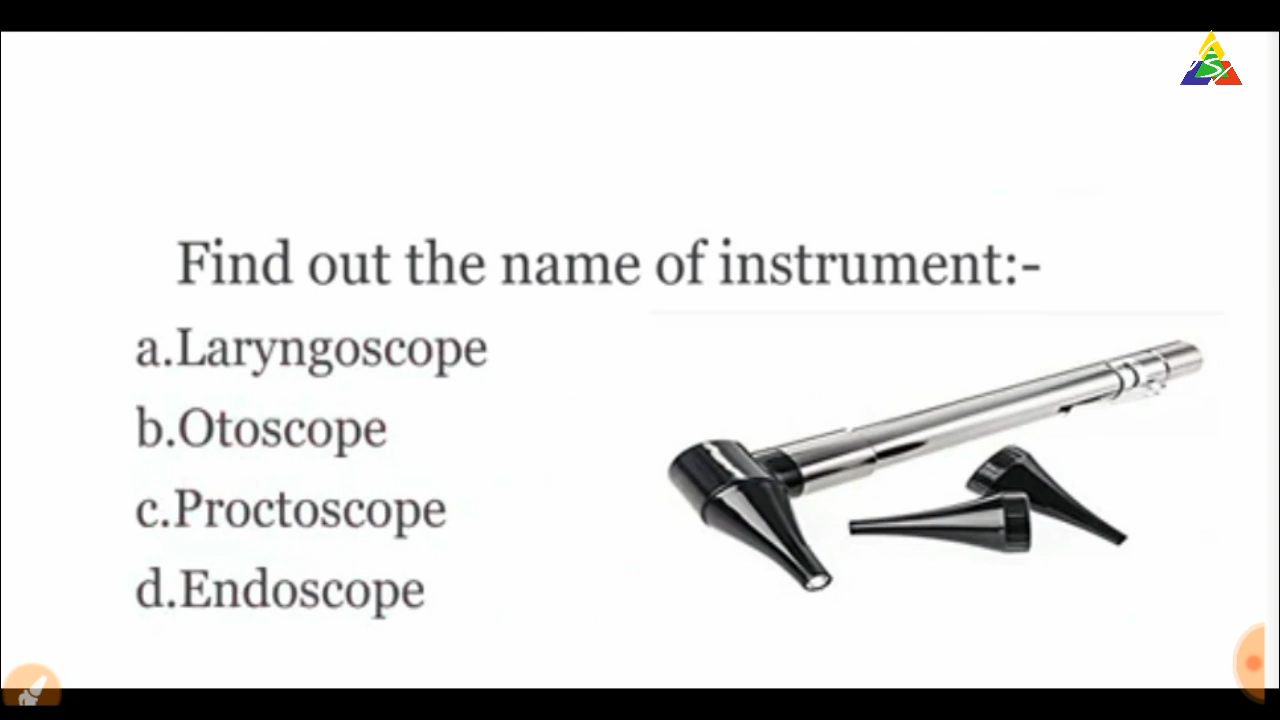 Find out the name of instrument:-
a.Laryngoscope
b.Otoscope
c.Proctoscope
d.Endoscope